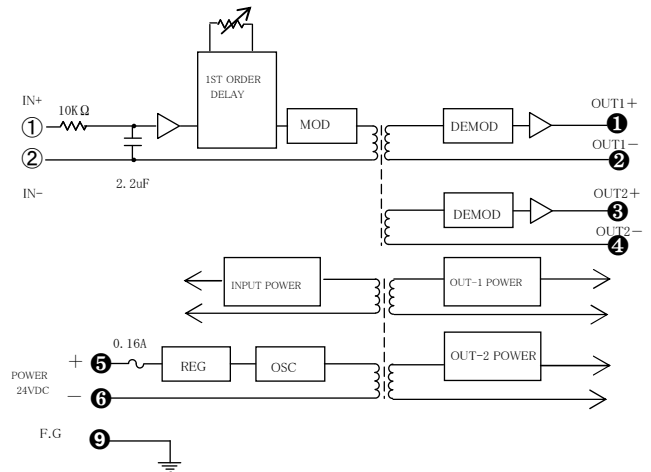 1ST ORDER
DELAY
IN+
10KΩ
①
MOD
DEMOD
OUT1+
❶
OUT1-
②
❷
2.2uF
IN-
DEMOD
OUT2+
❸
OUT2-
❹
INPUT POWER
OUT-1 POWER
0.16A
+ ❺
REG
OSC
OUT-2 POWER
POWER
24VDC
- ❻
F.G ❾